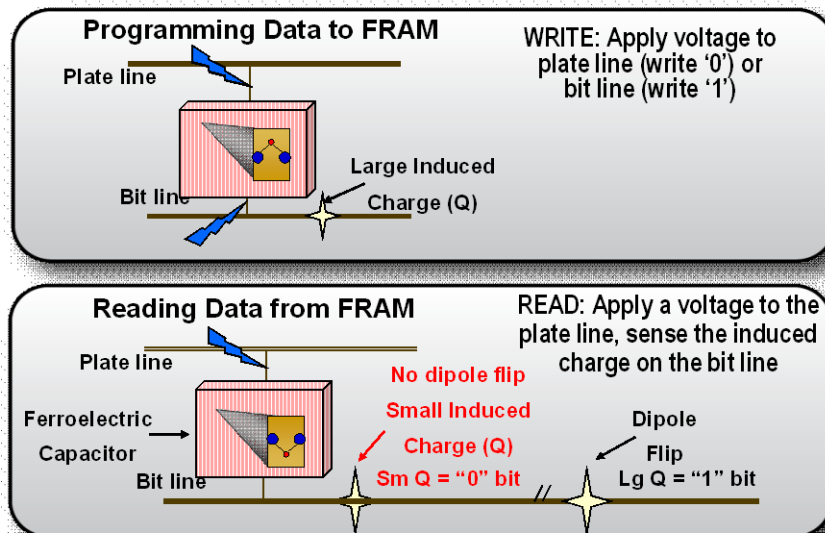 Programming Data to FRAM
WRITE: Apply voltage to
plate line (write ‘0’) or
bit line (write ‘1’)
Plate line
Large Induced
Charge (Q)
Bit line
Reading Data from FRAM
READ: Apply a voltage to the
plate line, sense the induced
charge on the bit line
Plate line
No dipole flip
Small Induced
Charge (Q)
Sm Q = “0” bit
Ferroelectric
Capacitor
Dipole
Flip
Lg Q = “1” bit
Bit line
//